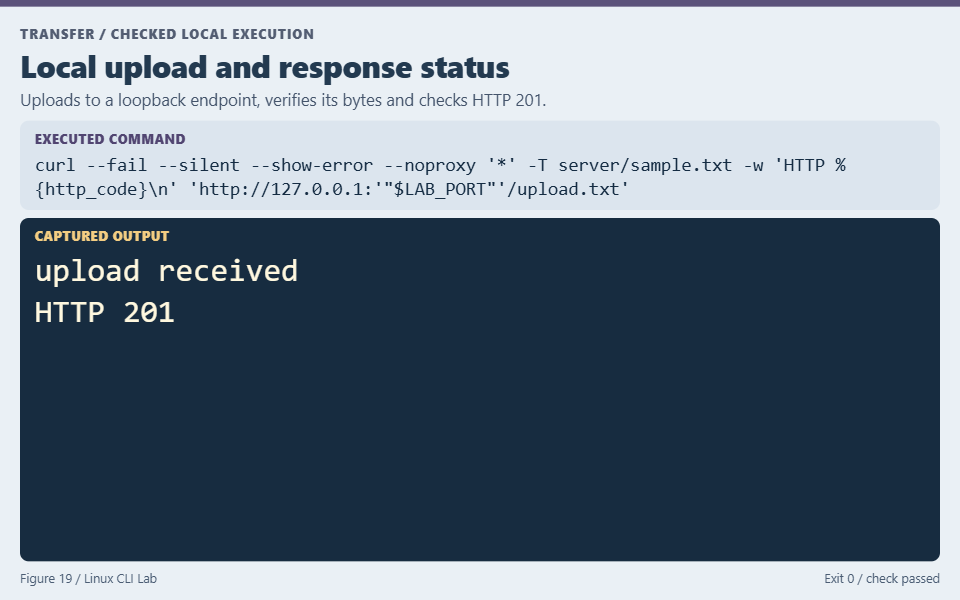 TRANSFER / CHECKED LOCAL EXECUTION
Local upload and response status
Uploads to a loopback endpoint, verifies its bytes and checks HTTP 201.
EXECUTED COMMAND
curl --fail --silent --show-error --noproxy '*' -T server/sample.txt -w 'HTTP %
{http_code}\n' 'http://127.0.0.1:'"$LAB_PORT"'/upload.txt'
CAPTURED OUTPUT
upload received
HTTP 201
Figure 19 / Linux CLI Lab
Exit 0 / check passed